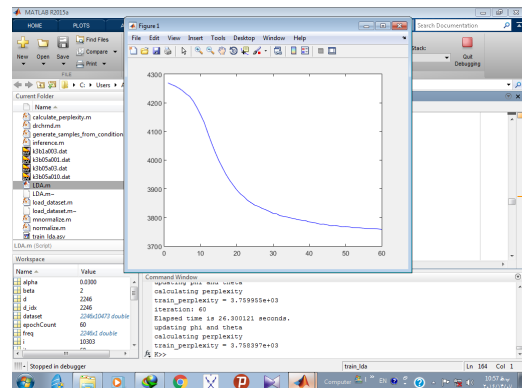 MATLAB R2015a
HOME
PLOTS
Figure 1
Search Documentation
File Edit View Insert Tools Desktop Window Help
New Open Save
Find Files
Compare
Print
FILE
Stack:
Quit
Debugging
C: Users
Current Folder
Name
calculate_perplexity.m
drchrnd.m
generate_samples_from_condition
inference.m
k3b1a003.dat
k3b05a001.dat
k3b05a03.dat
k3b05a010.dat
LDA.m
LDA.m~
load_dataset.m
load_dataset.m~
mnormalize.m
normalize.m
train_lda.asv
LDA.m (Script)
4300
4200
4100
4000
3900
3800
3700
0 10 20 30 40 50 60
Workspace
Name Value
alpha 0.0300
beta 2
d 2246
d_idx 2246
dataset 2246x10473 double
epochCount 60
freq 2246x1 double
i 10303
Command Window
updating phi and theta
calculating perplexity
train_perplexity = 3.759955e+03
iteration: 60
Elapsed time is 26.300121 seconds.
updating phi and theta
calculating perplexity
train_perplexity = 3.758397e+03
fx K>>
Stopped in debugger
train_lda
Ln 164 Col 1
Computer
EN